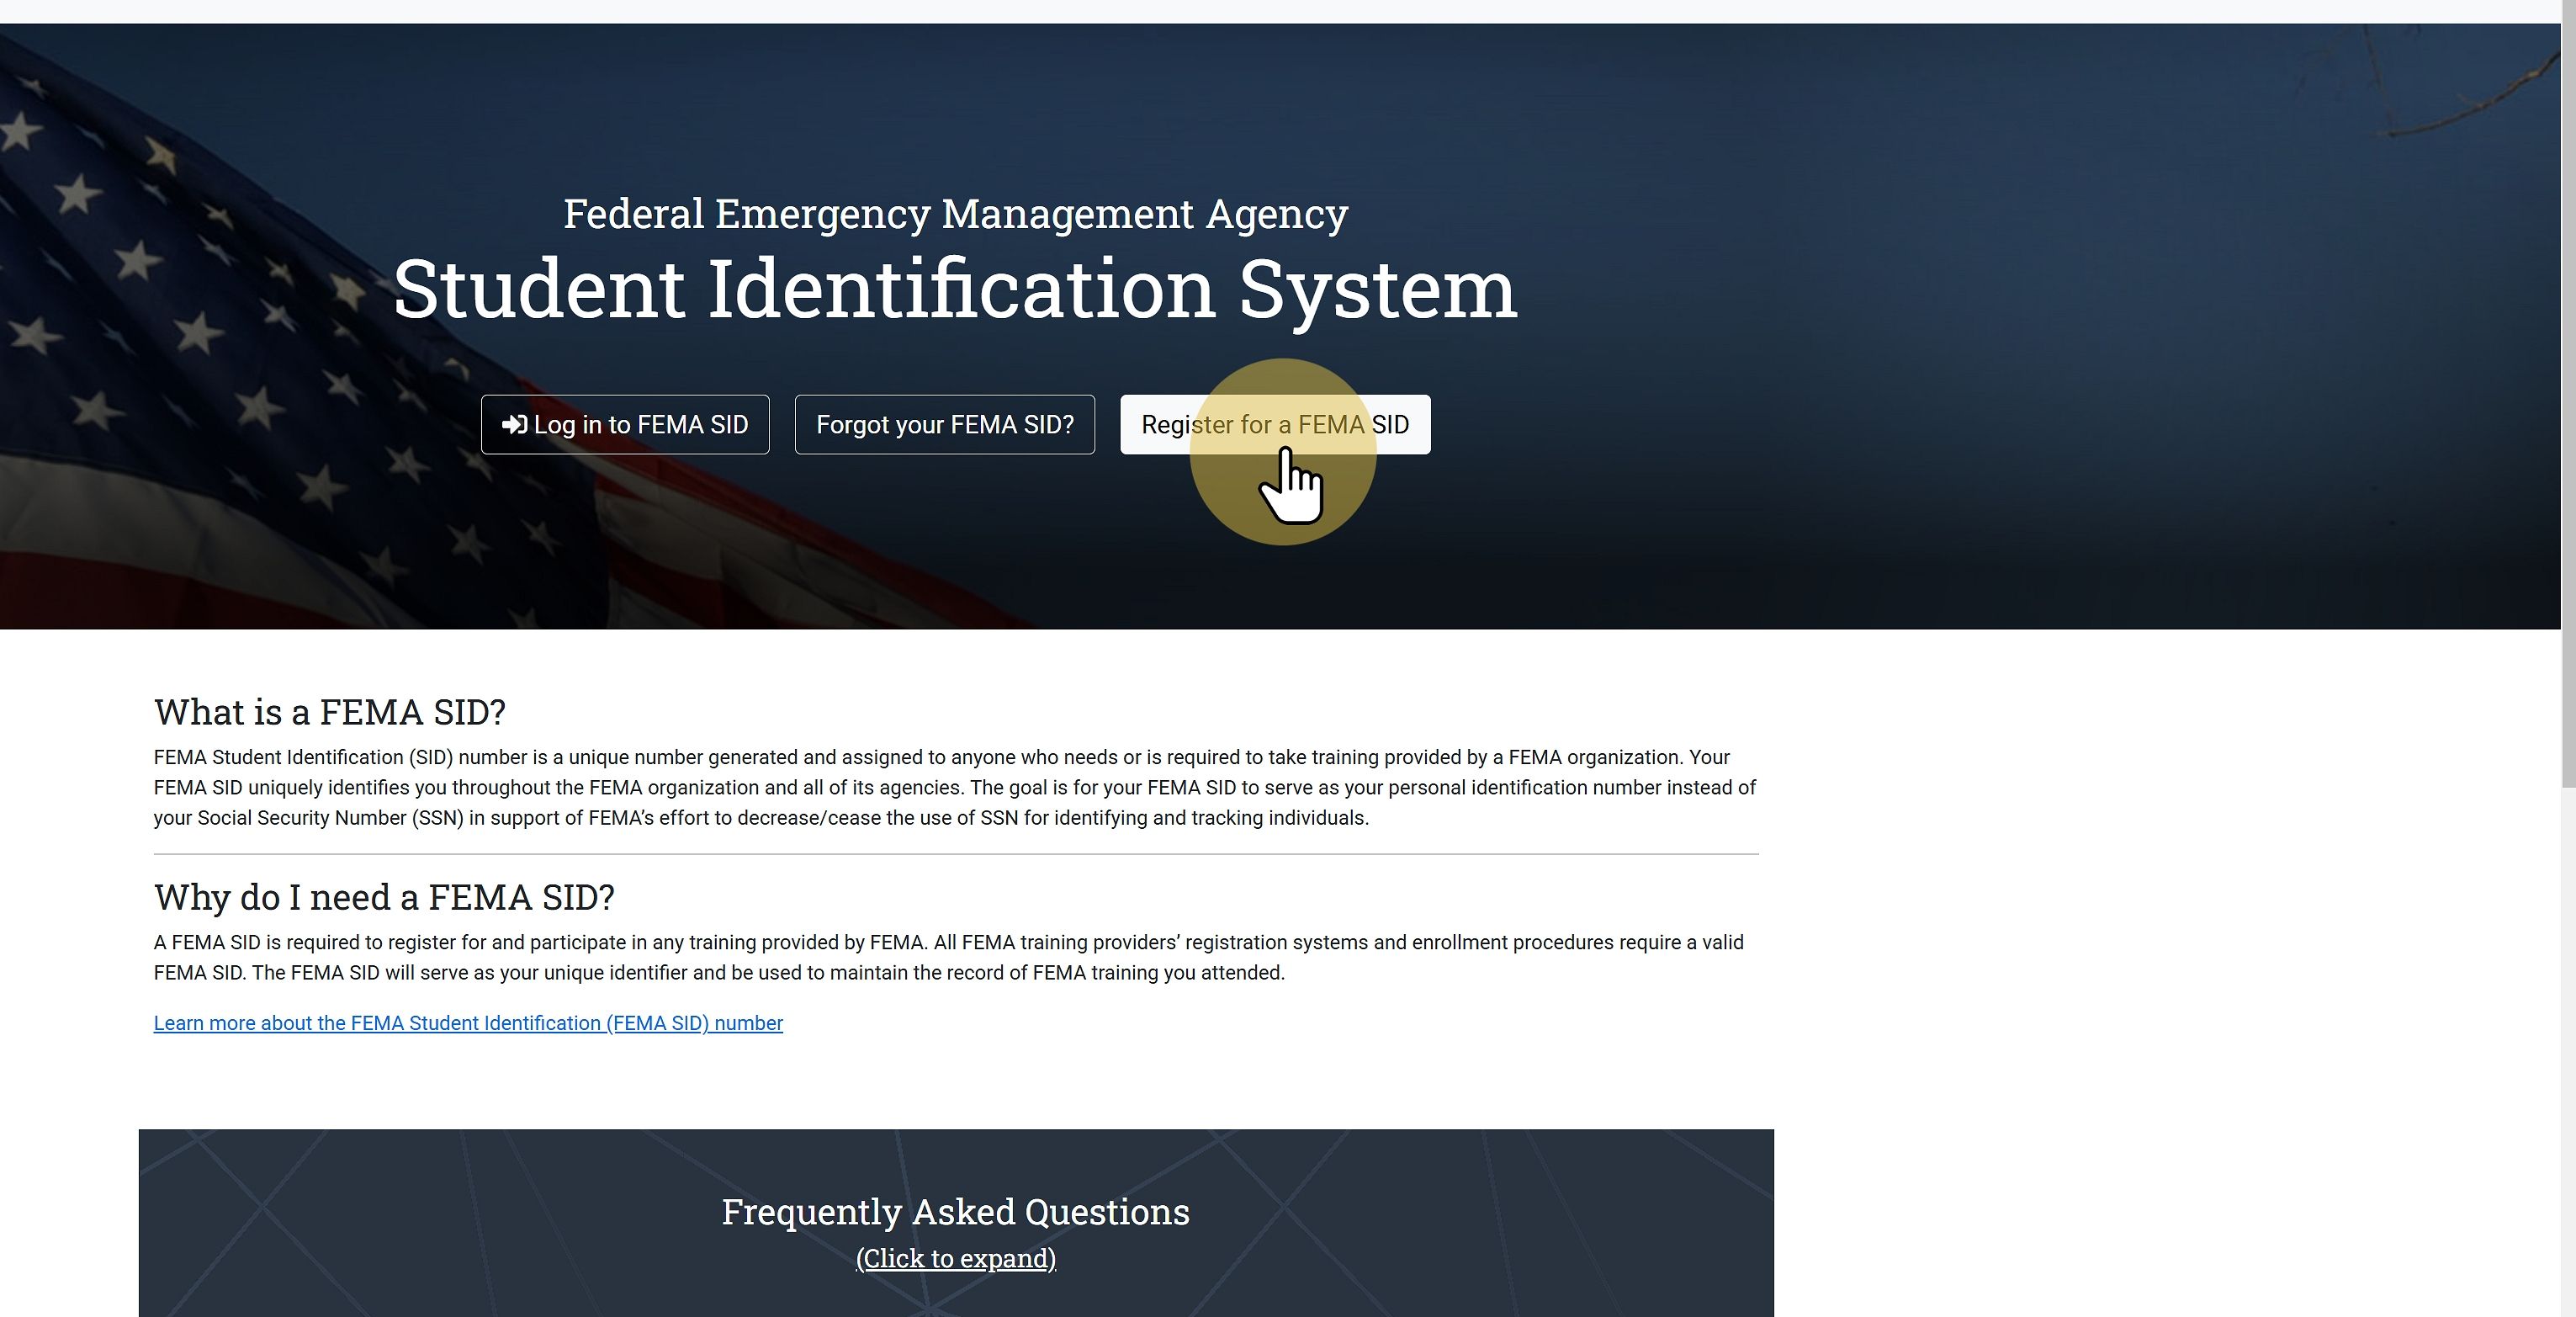 Federal Emergency Management Agency
Student Identification System
Log in to FEMA SID
Forgot your FEMA SID?
Register for a FEMA SID
What is a FEMA SID?
FEMA Student Identification (SID) number is a unique number generated and assigned to anyone who needs or is required to take training provided by a FEMA organization. Your
FEMA SID uniquely identifies you throughout the FEMA organization and all of its agencies. The goal is for your FEMA SID to serve as your personal identification number instead of
your Social Security Number (SSN) in support of FEMA’s effort to decrease/cease the use of SSN for identifying and tracking individuals.
Why do I need a FEMA SID?
A FEMA SID is required to register for and participate in any training provided by FEMA. All FEMA training providers’ registration systems and enrollment procedures require a valid
FEMA SID. The FEMA SID will serve as your unique identifier and be used to maintain the record of FEMA training you attended.
Learn more about the FEMA Student Identification (FEMA SID) number
Frequently Asked Questions
(Click to expand)